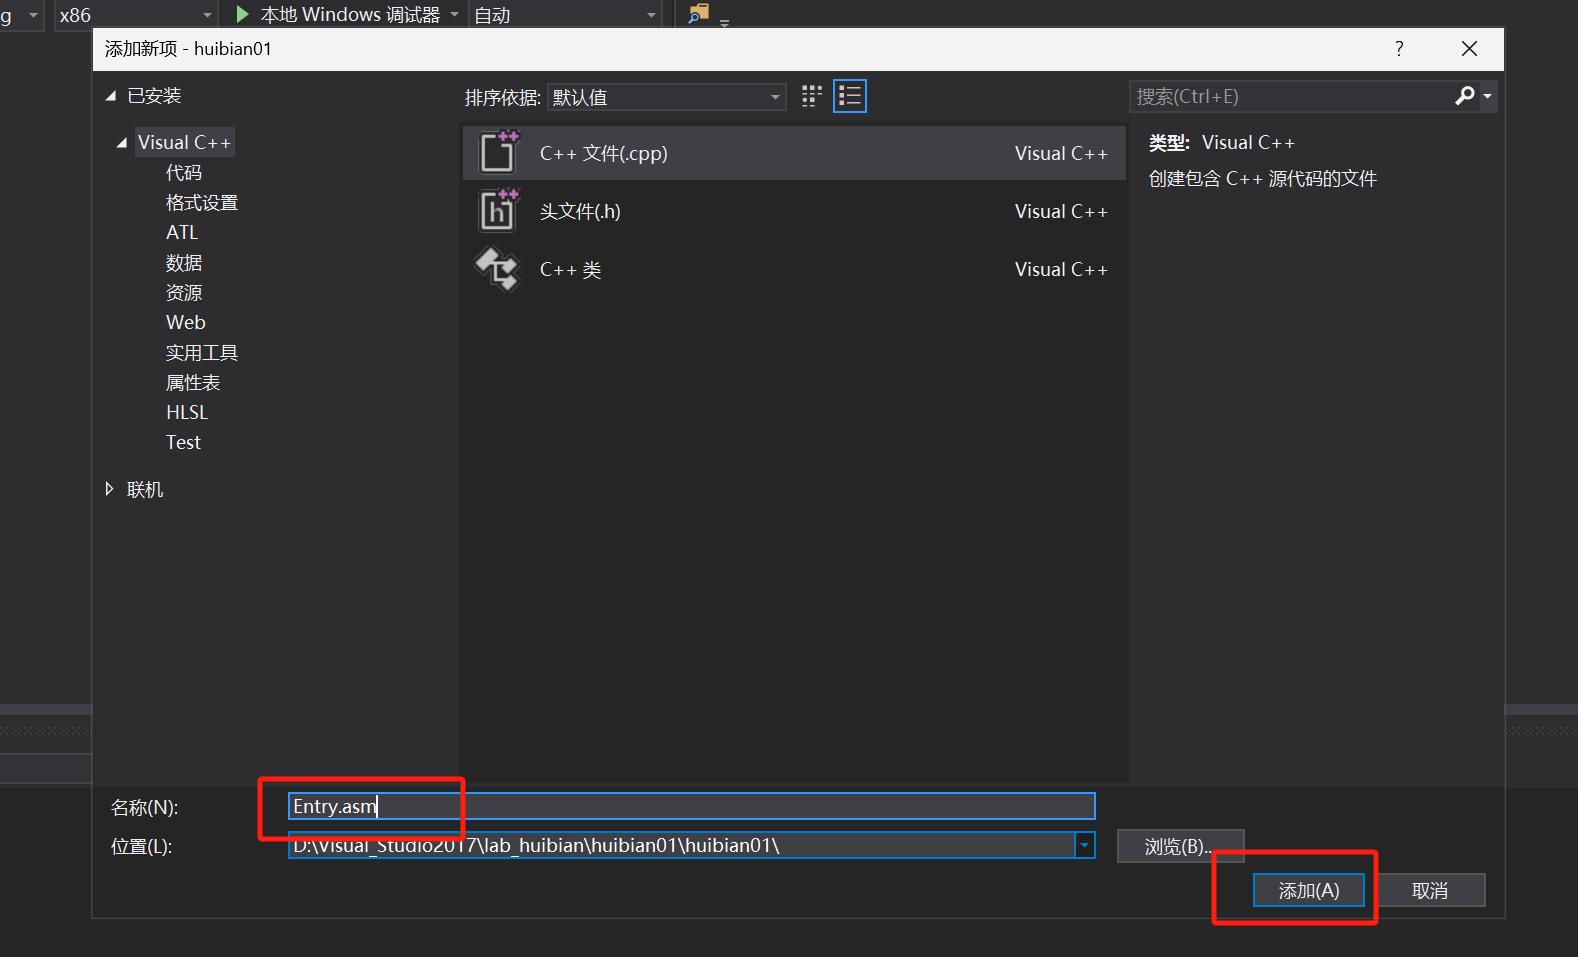 g x86 本地 Windows 调试器 自动
添加新项 - huibian01 ?
已安装
排序依据: 默认值
搜索(Ctrl+E)
Visual C++
代码
格式设置
ATL
数据
资源
Web
实用工具
属性表
HLSL
Test
联机
C++ 文件(.cpp) Visual C++
头文件(.h) Visual C++
C++ 类 Visual C++
类型: Visual C++
创建包含 C++ 源代码的文件
名称(N): Entry.asm
位置(L): D:\Visual_Studio2017\lab_huibian\huibian01\huibian01\
浏览(B)..
添加(A) 取消